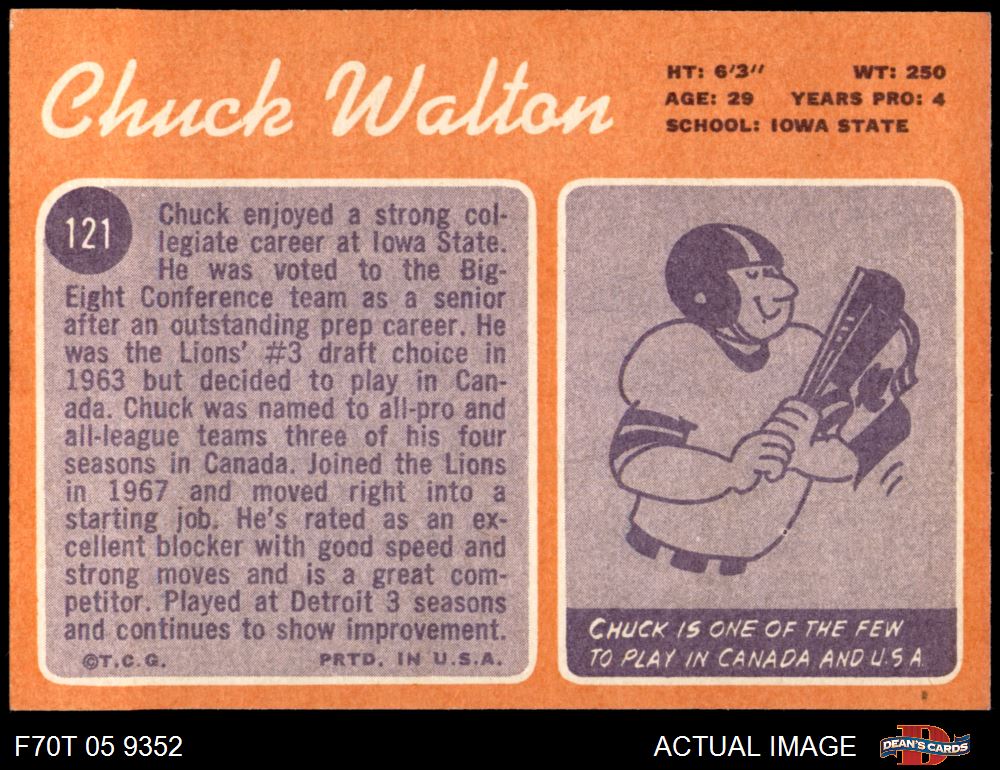 Chuck Walton
HT: 6'3" WT: 250
AGE: 29 YEARS PRO: 4
SCHOOL: IOWA STATE
121
Chuck enjoyed a strong col-
legiate career at Iowa State.
He was voted to the Big-
Eight Conference team as a senior
after an outstanding prep career. He
was the Lions' #3 draft choice in
1963 but decided to play in Can-
ada. Chuck was named to all-pro and
all-league teams three of his four
seasons in Canada. Joined the Lions
in 1967 and moved right into a
starting job. He's rated as an ex-
cellent blocker with good speed and
strong moves and is a great com-
petitor. Played at Detroit 3 seasons
and continues to show improvement.
©T.C.G. PRTD. IN U.S.A.
CHUCK IS ONE OF THE FEW
TO PLAY IN CANADA AND U.S.A.
F70T 05 9352
ACTUAL IMAGE
DEAN'S CARDS